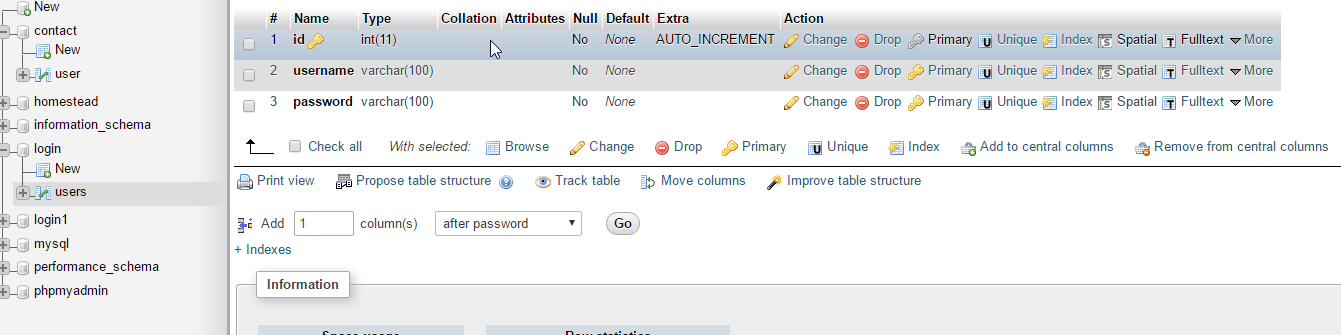 New
contact
New
user
homestead
information_schema
login
New
users
login1
mysql
performance_schema
phpmyadmin
# Name Type Collation Attributes Null Default Extra Action
1 id int(11) No None AUTO_INCREMENT Change Drop Primary Unique Index Spatial Fulltext More
2 username varchar(100) No None Change Drop Primary Unique Index Spatial Fulltext More
3 password varchar(100) No None Change Drop Primary Unique Index Spatial Fulltext More
Check all With selected: Browse Change Drop Primary Unique Index Add to central columns Remove from central columns
Print view Propose table structure Track table Move columns Improve table structure
Add 1 column(s) after password Go
+ Indexes
Information
Space usage Row statistics